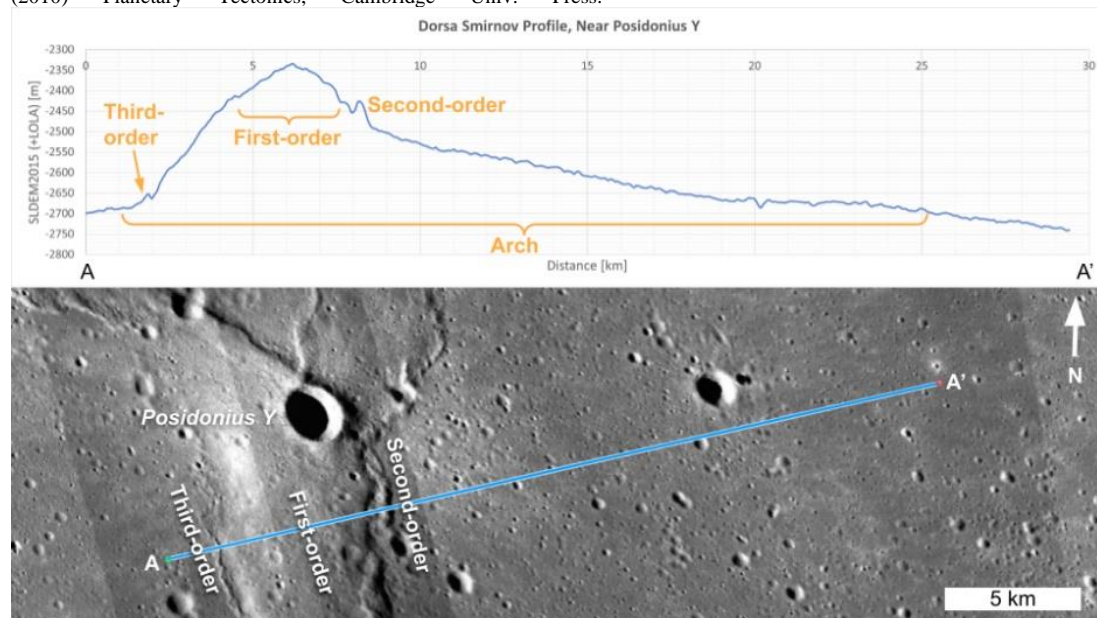 (2010) Planetary Tectonics, Cambridge Univ. Press.
Dorsa Smirnov Profile, Near Posidonius Y
SLDEM2015 (+LOLA) [m]
-2300
-2350
-2400
-2450
-2500
-2550
-2600
-2650
-2700
-2750
-2800
0 5 10 15 20 25 30
Third-
order
First-order
Second-order
Arch
Distance [km]
A A'
Posidonius Y
Third-order
First-order
Second-order
A
A'
N
5 km